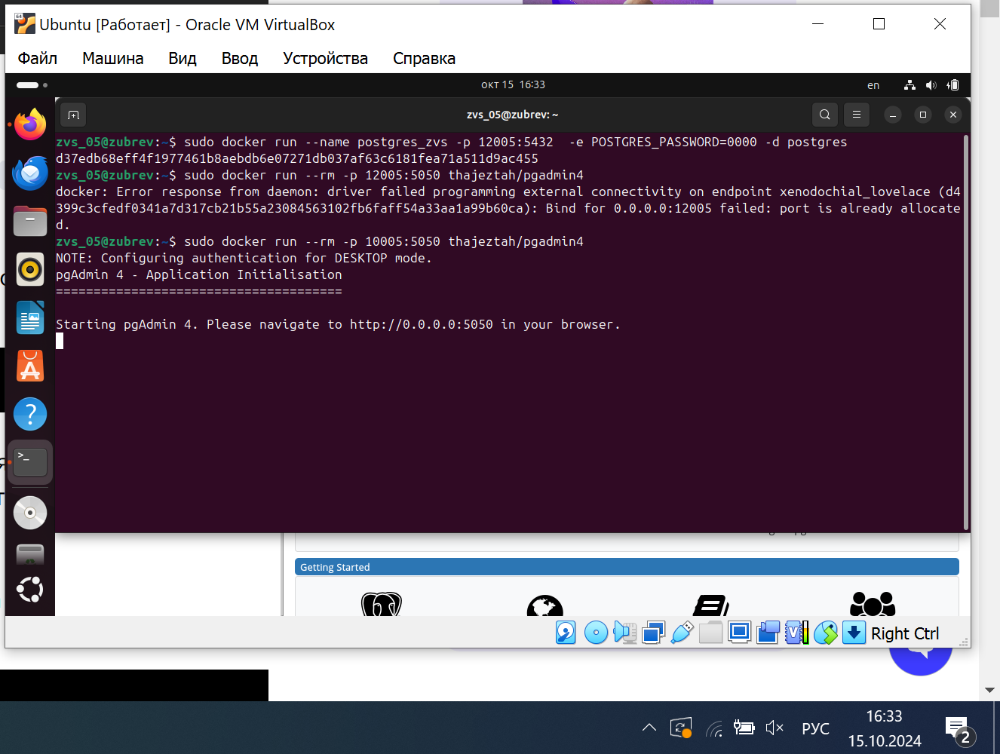 Ubuntu [Работает] - Oracle VM VirtualBox
Файл Машина Вид Ввод Устройства Справка
окт 15 16:33
en
zvs_05@zubrev: ~
zvs_05@zubrev:~$ sudo docker run --name postgres_zvs -p 12005:5432  -e POSTGRES_PASSWORD=0000 -d postgres
d37edb68eff4f1977461b8aebdb6e07271db037af63c6181fea71a511d9ac455
zvs_05@zubrev:~$ sudo docker run --rm -p 12005:5050 thajeztah/pgadmin4
docker: Error response from daemon: driver failed programming external connectivity on endpoint xenodochial_lovelace (d4
399c3cfedf0341a7d317cb21b55a23084563102fb6faff54a33aa1a99b60ca): Bind for 0.0.0.0:12005 failed: port is already allocate
d.
zvs_05@zubrev:~$ sudo docker run --rm -p 10005:5050 thajeztah/pgadmin4
NOTE: Configuring authentication for DESKTOP mode.
pgAdmin 4 - Application Initialisation
======================================
Starting pgAdmin 4. Please navigate to http://0.0.0.0:5050 in your browser.
Getting Started
Right Ctrl
РУС
16:33
15.10.2024
2